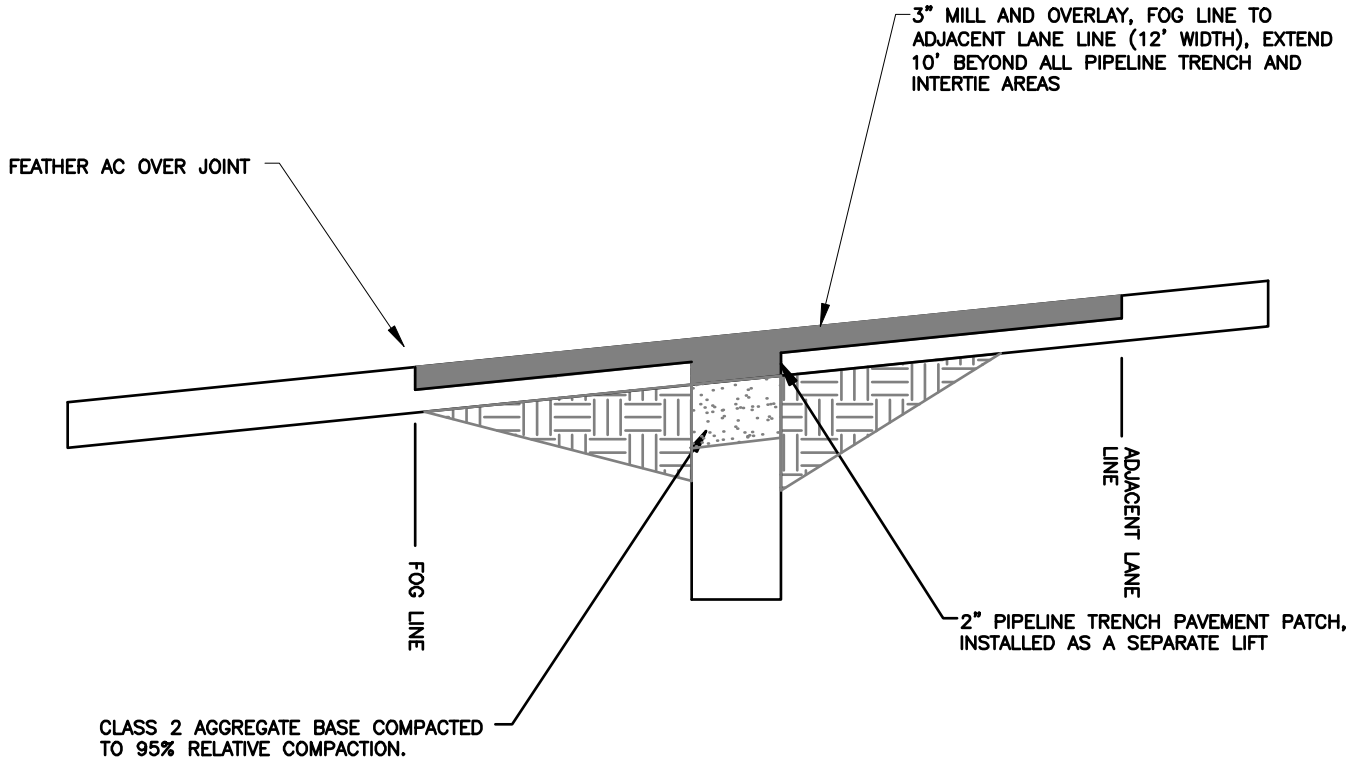 3" MILL AND OVERLAY, FOG LINE TO
ADJACENT LANE LINE (12' WIDTH), EXTEND
10' BEYOND ALL PIPELINE TRENCH AND
INTERTIE AREAS
FEATHER AC OVER JOINT
ADJACENT LANE
LINE
FOG LINE
2" PIPELINE TRENCH PAVEMENT PATCH,
INSTALLED AS A SEPARATE LIFT
CLASS 2 AGGREGATE BASE COMPACTED
TO 95% RELATIVE COMPACTION.